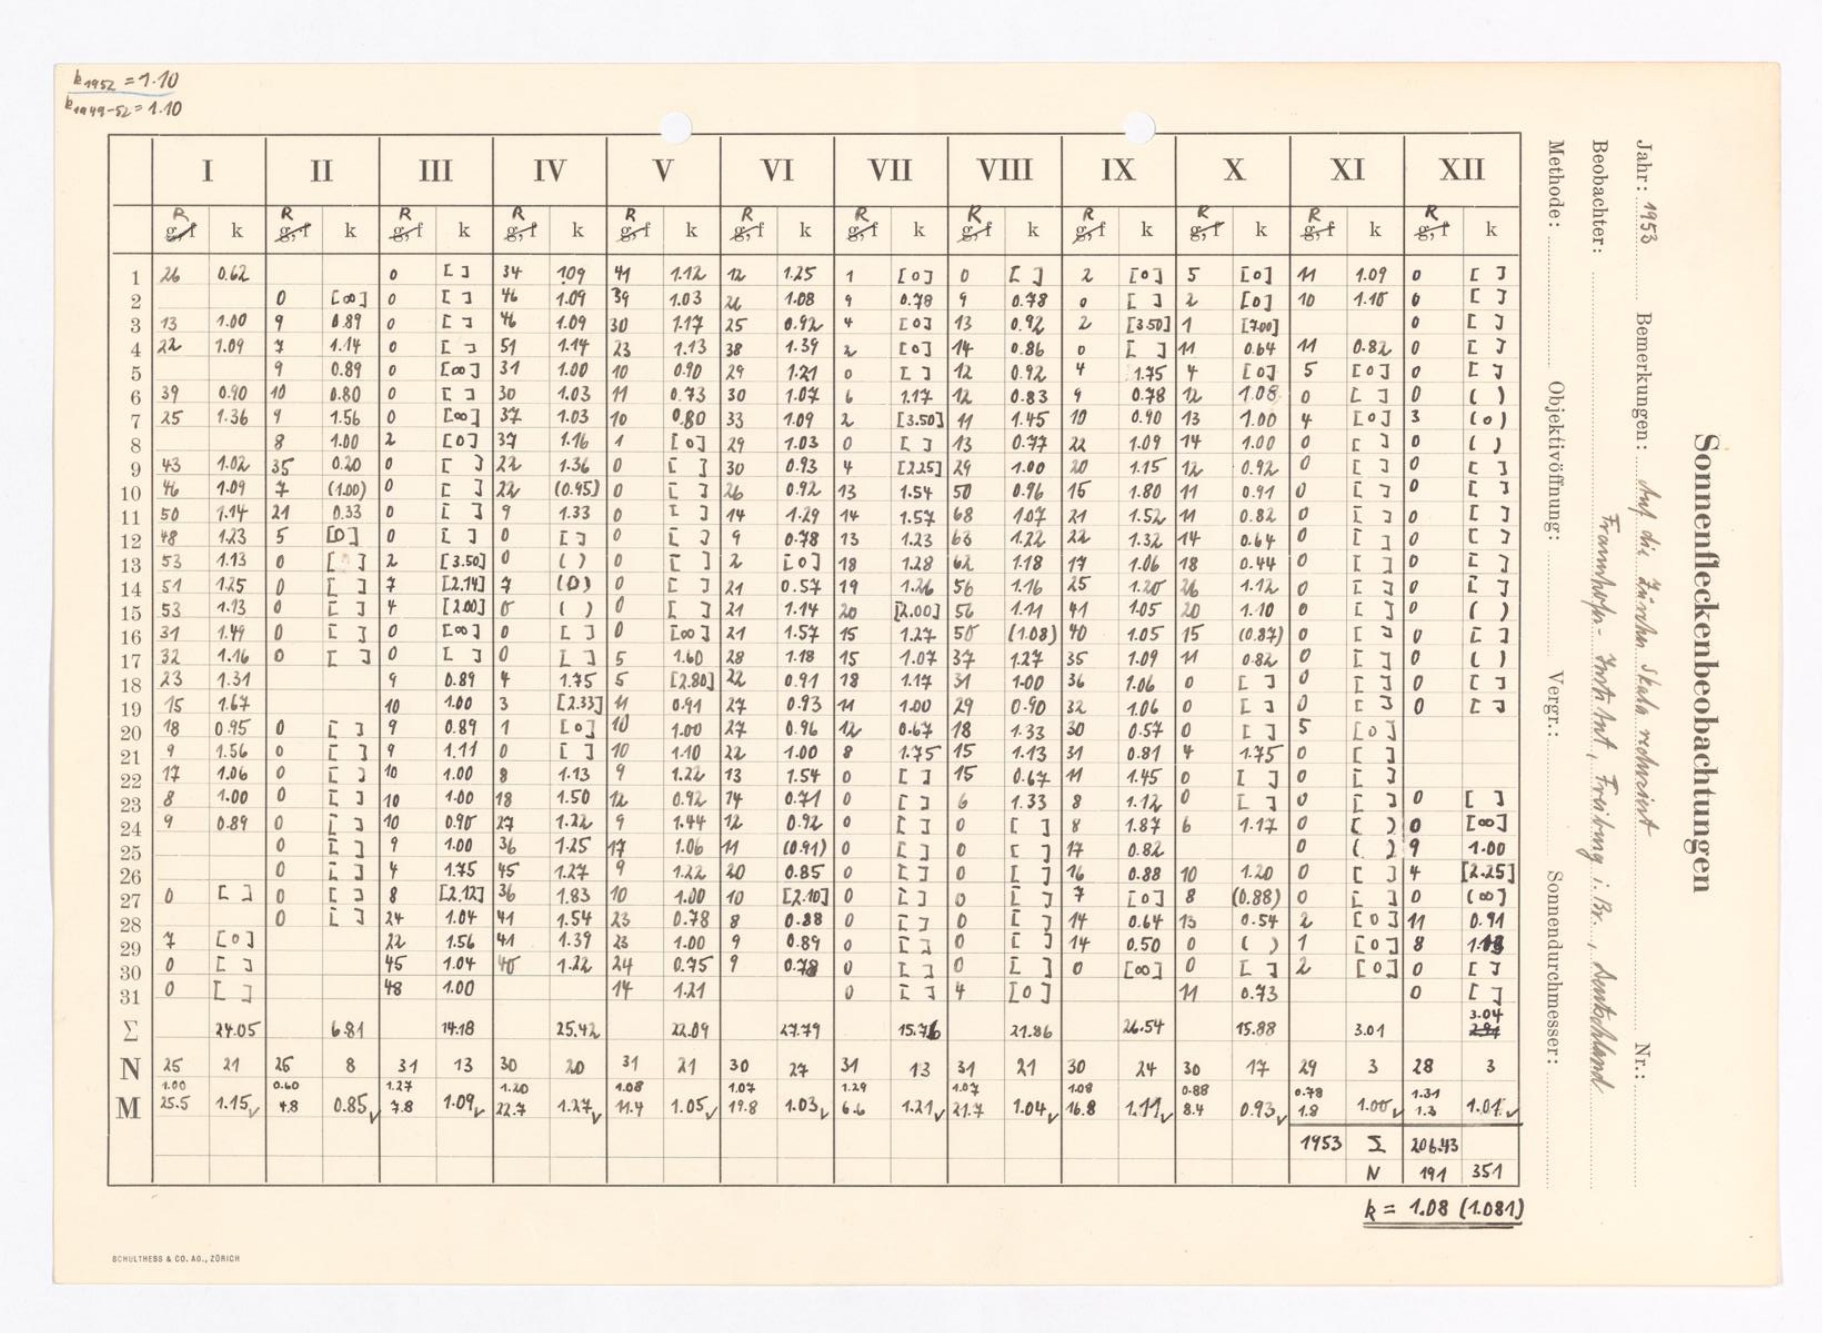 k1952 = 1.10
k1949-52 = 1.10
I II III IV V VI VII VIII IX X XI XII
R R R R R R R R R R R R
g,f k g,f k g,f k g,f k g,f k g,f k g,f k g,f k g,f k g,f k g,f k g,f k
1 26 0.62 0 [ ] 34 1.09 41 1.12 12 1.25 1 [0] 0 [ ] 2 [0] 5 [0] 11 1.09 0 [ ]
2 0 [∞] 0 [ ] 46 1.09 39 1.03 26 1.08 9 0.78 9 0.78 0 [ ] 2 [0] 10 1.10 0 [ ]
3 13 1.00 9 0.89 0 [ ] 46 1.09 30 1.17 25 0.92 4 [0] 13 0.92 2 [3.50] 1 [7.00] 0 [ ]
4 22 1.09 7 1.14 0 [ ] 51 1.14 23 1.13 38 1.39 2 [0] 14 0.86 0 [ ] 11 0.64 11 0.82 0 [ ]
5 9 0.89 0 [∞] 31 1.00 10 0.90 29 1.21 0 [ ] 12 0.92 4 1.75 4 [0] 5 [0] 0 [ ]
6 39 0.90 10 0.80 0 [ ] 30 1.03 11 0.73 30 1.07 6 1.17 12 0.83 9 0.78 12 1.08 0 [ ] 0 ( )
7 25 1.36 9 1.56 0 [∞] 37 1.03 10 0.80 33 1.09 2 [3.50] 11 1.45 10 0.90 13 1.00 4 [0] 3 (0)
8 8 1.00 2 [0] 37 1.16 1 [0] 29 1.03 0 [ ] 13 0.77 22 1.09 14 1.00 0 [ ] 0 ( )
9 43 1.02 35 0.20 0 [ ] 22 1.36 0 [ ] 30 0.93 4 [2.25] 29 1.00 20 1.15 12 0.92 0 [ ] 0 [ ]
10 46 1.09 7 (1.00) 0 [ ] 22 (0.95) 0 [ ] 26 0.92 13 1.54 50 0.96 15 1.80 11 0.91 0 [ ] 0 [ ]
11 50 1.14 21 0.33 0 [ ] 9 1.33 0 [ ] 14 1.29 14 1.57 68 1.07 21 1.52 11 0.82 0 [ ] 0 [ ]
12 48 1.23 5 [0] 0 [ ] 0 [ ] 0 [ ] 9 0.78 13 1.23 63 1.22 22 1.32 14 0.64 0 [ ] 0 [ ]
13 53 1.13 0 [ ] 2 [3.50] 0 ( ) 0 [ ] 2 [0] 18 1.28 62 1.18 17 1.06 18 0.44 0 [ ] 0 [ ]
14 51 1.25 0 [ ] 7 [2.14] 7 (0) 0 [ ] 21 0.57 19 1.26 56 1.16 25 1.20 26 1.12 0 [ ] 0 [ ]
15 53 1.13 0 [ ] 4 [2.00] 0 ( ) 0 [ ] 21 1.14 20 [2.00] 56 1.11 41 1.05 20 1.10 0 [ ] 0 ( )
16 31 1.49 0 [ ] 0 [∞] 0 [ ] 0 [∞] 21 1.57 15 1.27 50 (1.08) 40 1.05 15 (0.87) 0 [ ] 0 [ ]
17 32 1.16 0 [ ] 0 [ ] 0 [ ] 5 1.60 28 1.18 15 1.07 37 1.27 35 1.09 11 0.82 0 [ ] 0 ( )
18 23 1.31 9 0.89 4 1.75 5 [2.80] 22 0.91 18 1.17 31 1.00 36 1.06 0 [ ] 0 [ ] 0 [ ]
19 15 1.67 10 1.00 3 [2.33] 11 0.91 27 0.93 11 1.00 29 0.90 32 1.06 0 [ ] 0 [ ] 0 [ ]
20 18 0.95 0 [ ] 9 0.89 1 [0] 10 1.00 27 0.96 12 0.67 18 1.33 30 0.57 0 [ ] 5 [0]
21 9 1.56 0 [ ] 9 1.11 0 [ ] 10 1.10 22 1.00 8 1.75 15 1.13 31 0.81 4 1.75 0 [ ]
22 17 1.06 0 [ ] 10 1.00 8 1.13 9 1.22 13 1.54 0 [ ] 15 0.67 11 1.45 0 [ ] 0 [ ]
23 8 1.00 0 [ ] 10 1.00 18 1.50 12 0.92 14 0.71 0 [ ] 6 1.33 8 1.12 0 [ ] 0 [ ] 0 [ ]
24 9 0.89 0 [ ] 10 0.90 27 1.22 9 1.44 12 0.92 0 [ ] 0 [ ] 8 1.87 6 1.17 0 ( ) 0 [∞]
25 0 [ ] 9 1.00 36 1.25 17 1.06 11 (0.91) 0 [ ] 0 [ ] 17 0.82 0 ( ) 9 1.00
26 0 [ ] 4 1.75 45 1.27 9 1.22 20 0.85 0 [ ] 0 [ ] 16 0.88 10 1.20 0 [ ] 4 [2.25]
27 0 [ ] 0 [ ] 8 [2.12] 36 1.83 10 1.00 10 [2.10] 0 [ ] 0 [ ] 7 [0] 8 (0.88) 0 [ ] 0 (∞)
28 0 [ ] 24 1.04 41 1.54 23 0.78 8 0.88 0 [ ] 0 [ ] 14 0.64 13 0.54 2 [0] 11 0.91
29 7 [0] 22 1.56 41 1.39 23 1.00 9 0.89 0 [ ] 0 [ ] 14 0.50 0 ( ) 1 [0] 8 1.13
30 0 [ ] 45 1.04 40 1.22 24 0.75 9 0.78 0 [ ] 0 [ ] 0 [∞] 0 [ ] 2 [0] 0 [ ]
31 0 [ ] 48 1.00 14 1.21 0 [ ] 4 [0] 11 0.73 0 [ ]
3.04
Σ 24.05 6.81 14.18 25.42 22.09 27.79 15.76 21.86 26.54 15.88 3.01
N 25 21 26 8 31 13 30 20 31 21 30 27 31 13 31 21 30 24 30 17 29 3 28 3
1.00 0.60 1.27 1.20 1.08 1.07 1.29 1.07 1.08 0.88 0.78 1.31
M 25.5 1.15 4.8 0.85 7.8 1.09 22.7 1.27 11.4 1.05 19.8 1.03 6.6 1.21 21.7 1.04 16.8 1.11 8.4 0.93 1.8 1.00 1.3 1.01
1953 Σ 206.43
N 191 351
k = 1.08 (1.081)
SCHULTHESS & CO. AG., ZÜRICH
Sonnenfleckenbeobachtungen
Jahr: 1953 Bemerkungen: Auf die Zürcher Skala reduziert Nr.:
Beobachter: Fraunhofer-Institut, Freiburg i. Br., Deutschland
Methode: Objektivöffnung: Vergr.: Sonnendurchmesser: